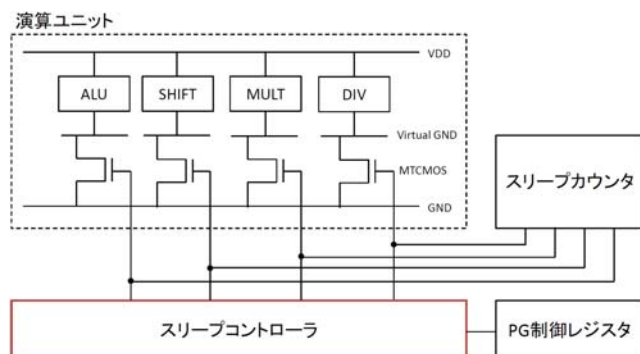 演算ユニット
VDD
ALU
SHIFT
MULT
DIV
Virtual GND
MTCMOS
GND
スリープカウンタ
スリープコントローラ
PG制御レジスタ